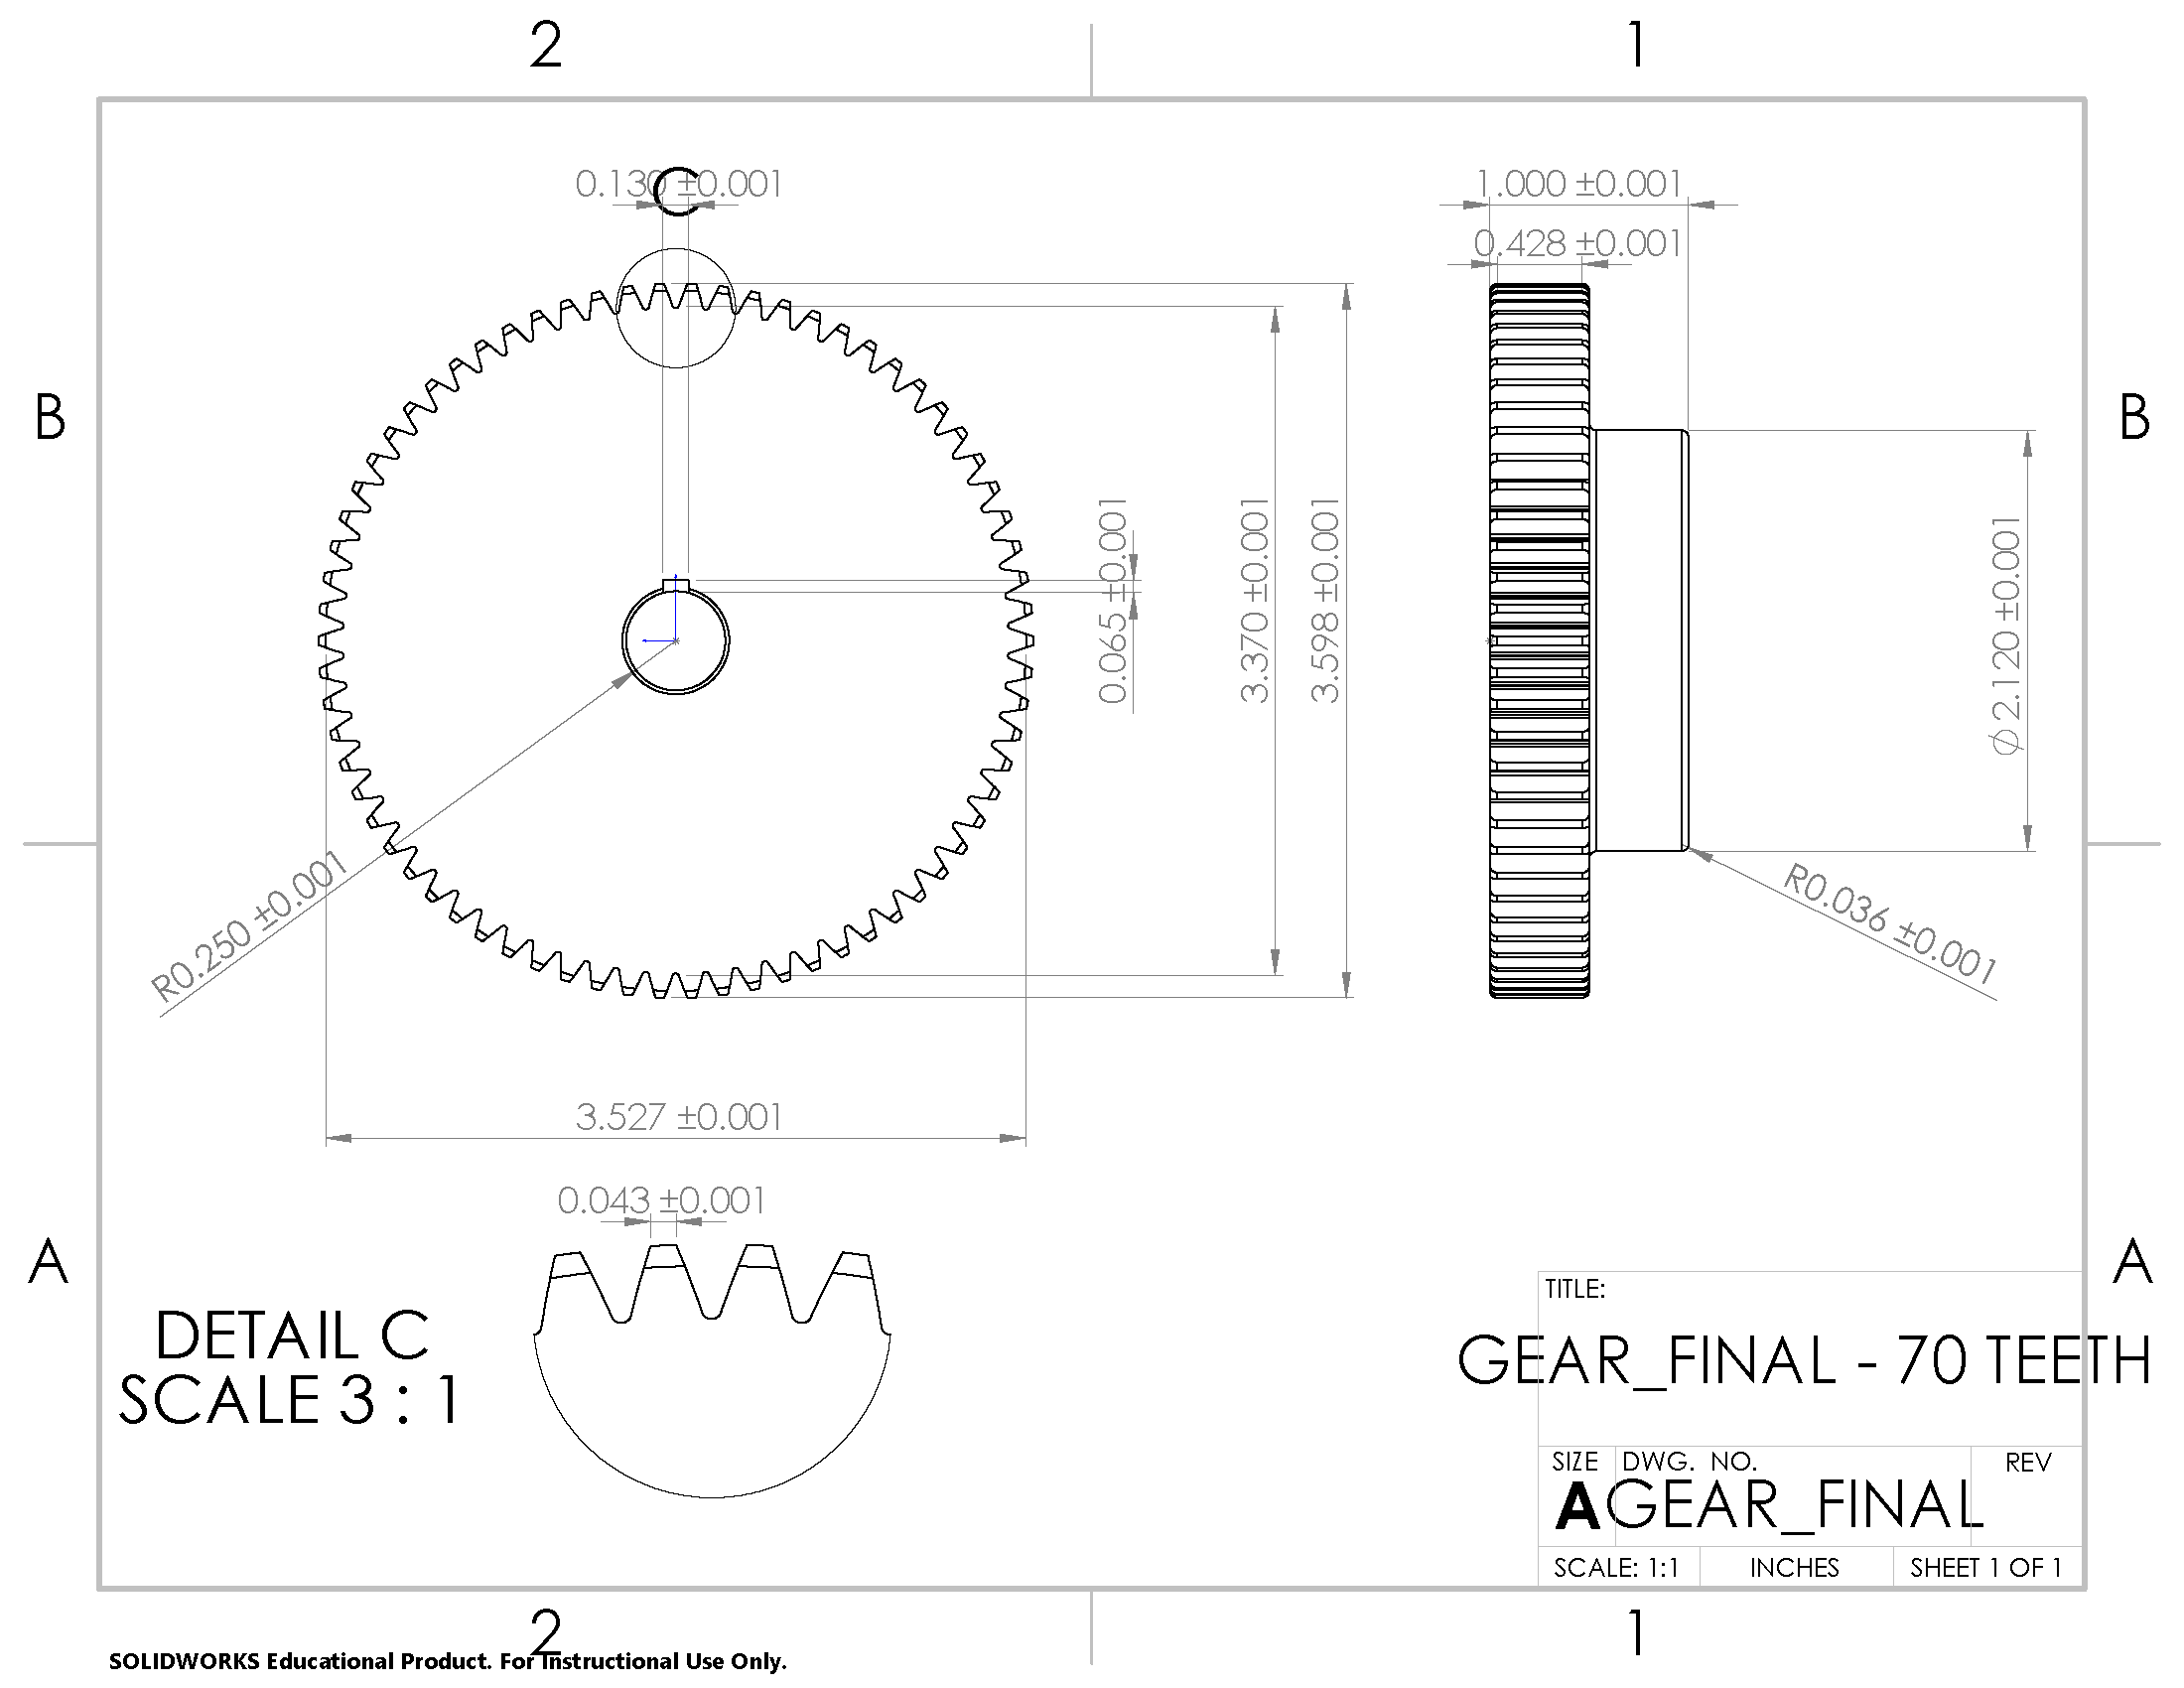 2
1
0.130 ±0.001
C
1.000 ±0.001
0.428 ±0.001
B
B
0.065 ±0.001
3.370 ±0.001
3.598 ±0.001
Ø2.120 ±0.001
R0.250 ±0.001
R0.036 ±0.001
3.527 ±0.001
0.043 ±0.001
A
A
DETAIL C
SCALE 3 : 1
TITLE:
GEAR_FINAL - 70 TEETH
SIZE DWG. NO. REV
A GEAR_FINAL
SCALE: 1:1 INCHES SHEET 1 OF 1
2
1
SOLIDWORKS Educational Product. For Instructional Use Only.